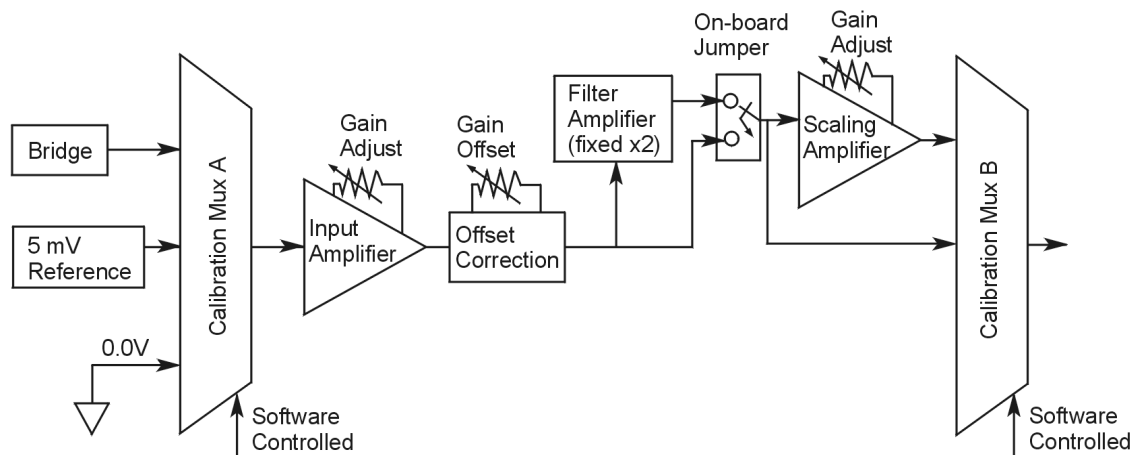 Bridge
5 mV
Reference
0.0V
Calibration Mux A
Software
Controlled
Gain
Adjust
Input
Amplifier
Gain
Offset
Offset
Correction
Filter
Amplifier
(fixed x2)
On-board
Jumper
Gain
Adjust
Scaling
Amplifier
Calibration Mux B
Software
Controlled